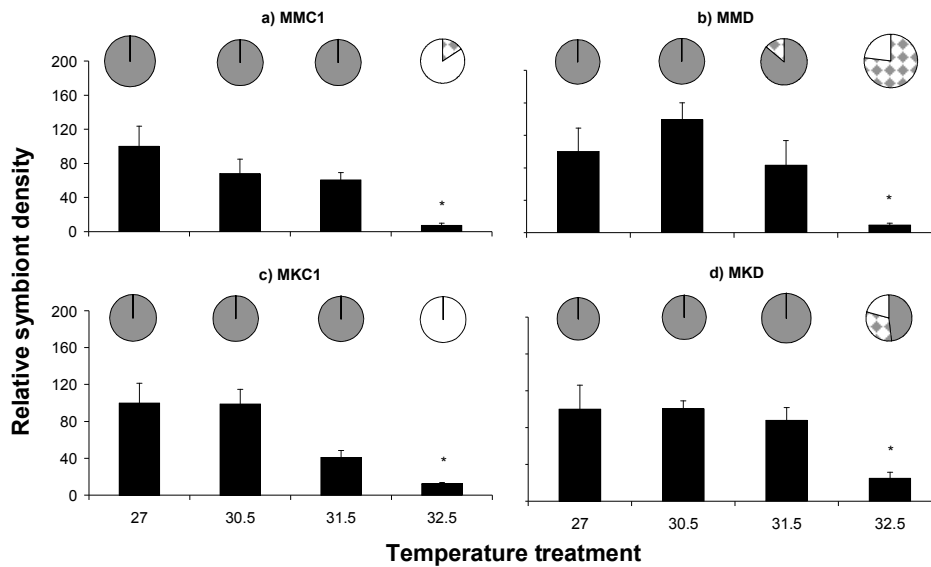 a) MMC1
b) MMD
200
160
120
80
40
0
*
*
c) MKC1
d) MKD
200
160
120
80
40
0
*
*
27 30.5 31.5 32.5
27 30.5 31.5 32.5
Relative symbiont density
Temperature treatment